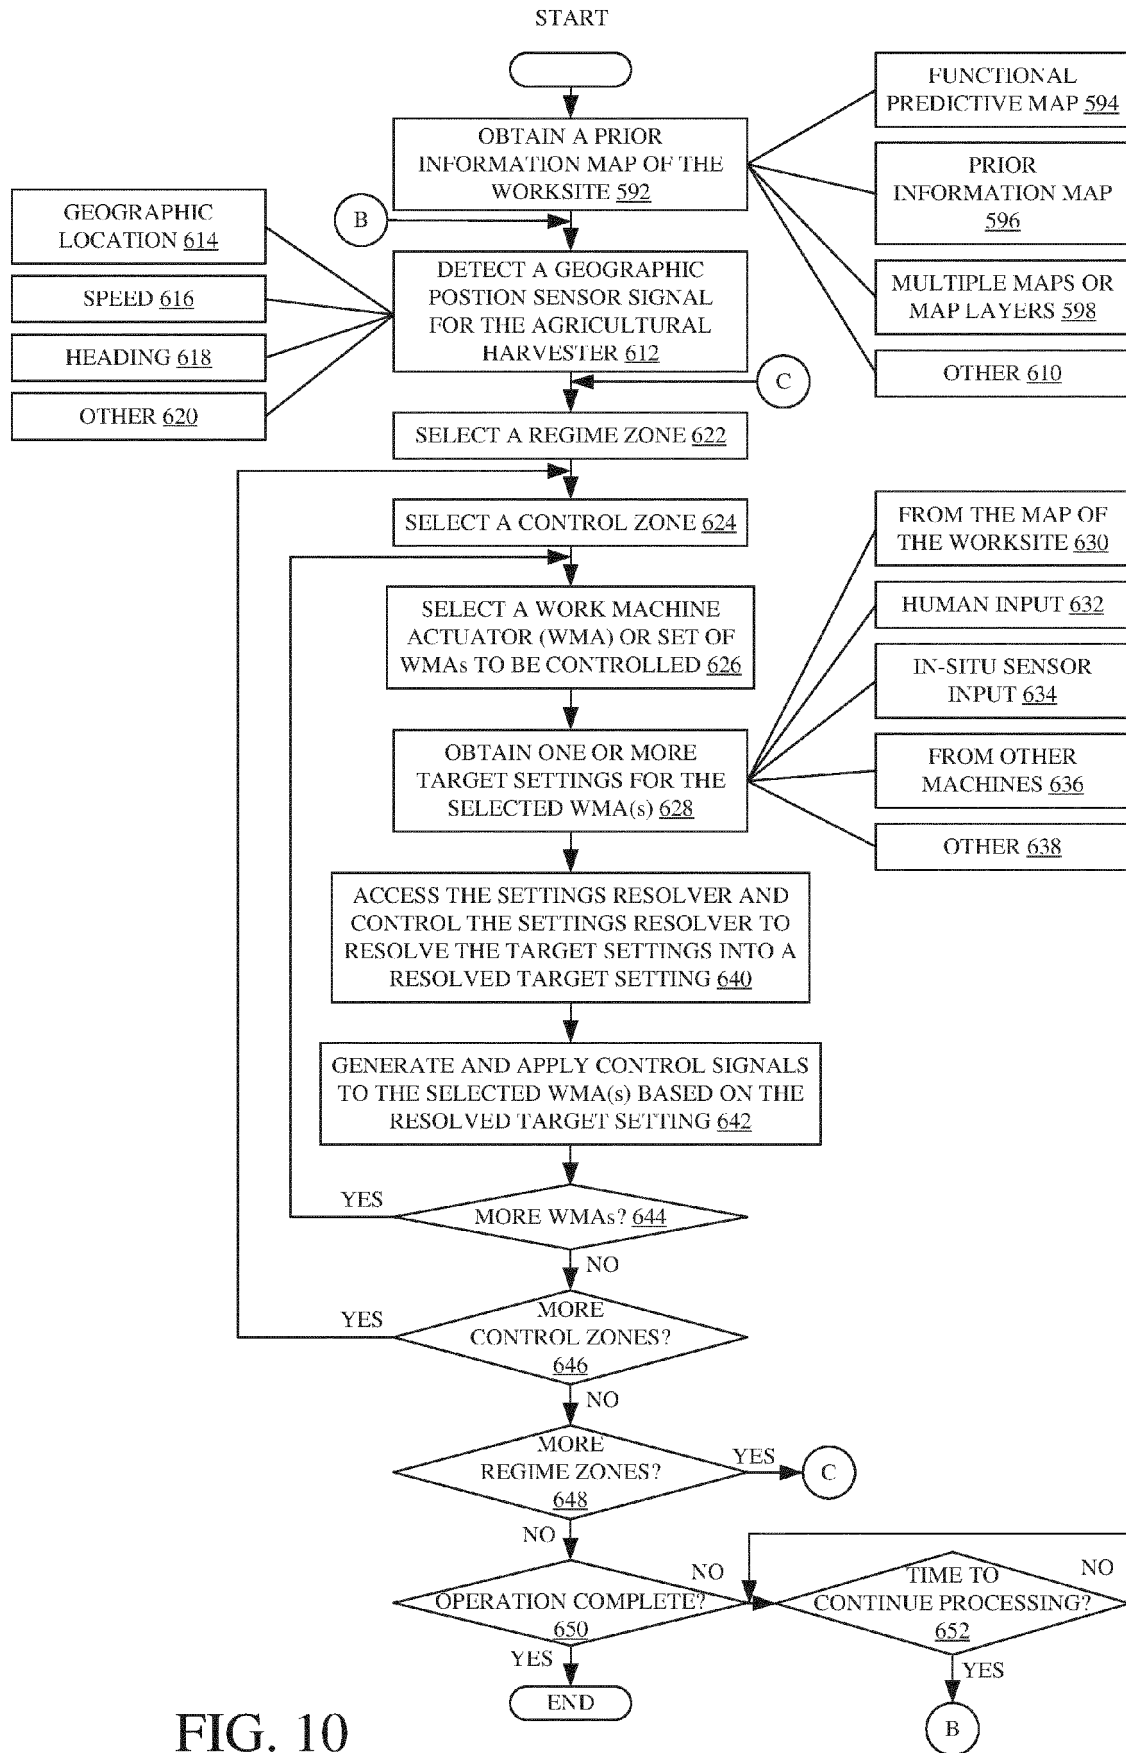 START
OBTAIN A PRIOR
INFORMATION MAP OF THE
WORKSITE 592
FUNCTIONAL
PREDICTIVE MAP 594
PRIOR
INFORMATION MAP
596
MULTIPLE MAPS OR
MAP LAYERS 598
OTHER 610
B
GEOGRAPHIC
LOCATION 614
SPEED 616
HEADING 618
OTHER 620
DETECT A GEOGRAPHIC
POSTION SENSOR SIGNAL
FOR THE AGRICULTURAL
HARVESTER 612
C
SELECT A REGIME ZONE 622
SELECT A CONTROL ZONE 624
SELECT A WORK MACHINE
ACTUATOR (WMA) OR SET OF
WMAs TO BE CONTROLLED 626
OBTAIN ONE OR MORE
TARGET SETTINGS FOR THE
SELECTED WMA(s) 628
FROM THE MAP OF
THE WORKSITE 630
HUMAN INPUT 632
IN-SITU SENSOR
INPUT 634
FROM OTHER
MACHINES 636
OTHER 638
ACCESS THE SETTINGS RESOLVER AND
CONTROL THE SETTINGS RESOLVER TO
RESOLVE THE TARGET SETTINGS INTO A
RESOLVED TARGET SETTING 640
GENERATE AND APPLY CONTROL SIGNALS
TO THE SELECTED WMA(s) BASED ON THE
RESOLVED TARGET SETTING 642
YES
MORE WMAs? 644
NO
YES
MORE
CONTROL ZONES?
646
NO
MORE
REGIME ZONES?
648
YES
C
NO
OPERATION COMPLETE?
650
NO
TIME TO
CONTINUE PROCESSING?
652
NO
YES
END
YES
B
FIG. 10